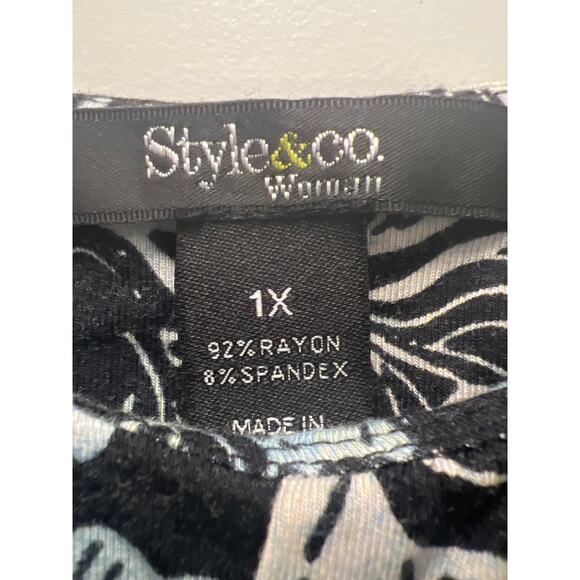 Style&co.
Woman
1X
92%RAYON
8%SPANDEX
MADE IN